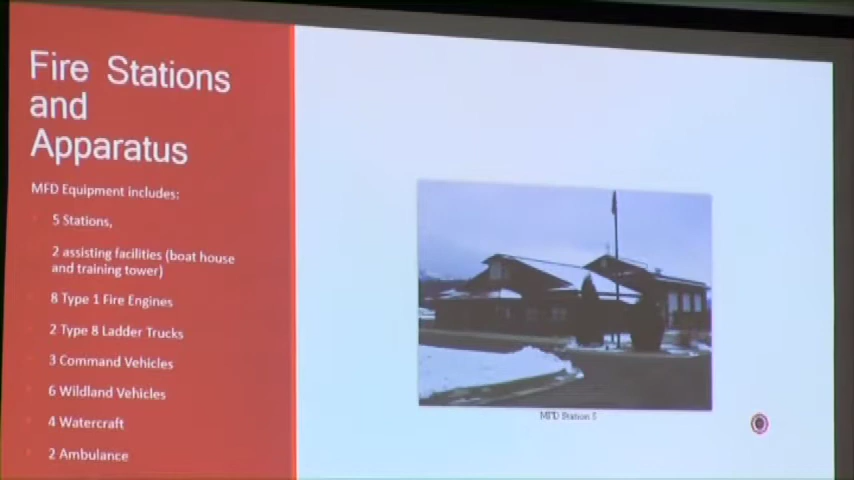 Fire Stations
and
Apparatus
MFD Equipment includes:
5 Stations,
2 assisting facilities (boat house
and training tower)
8 Type 1 Fire Engines
2 Type 8 Ladder Trucks
3 Command Vehicles
6 Wildland Vehicles
4 Watercraft
2 Ambulance
MFD Station 5